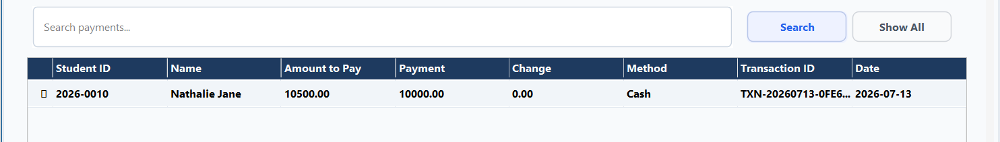 Search payments...
Search
Show All
Student ID Name Amount to Pay Payment Change Method Transaction ID Date
2026-0010 Nathalie Jane 10500.00 10000.00 0.00 Cash TXN-20260713-0FE6... 2026-07-13